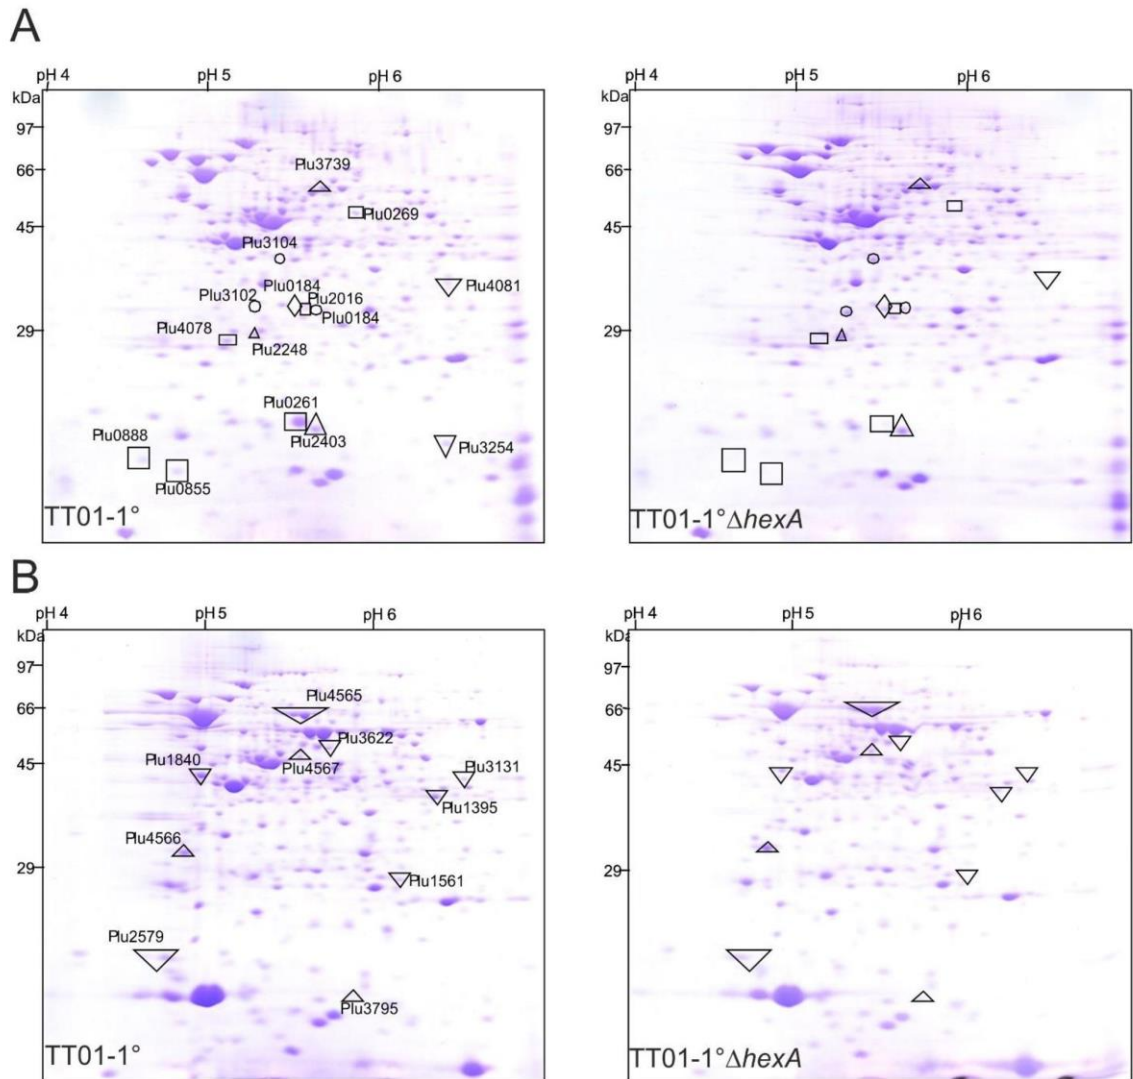 A
pH 4 pH 5 pH 6 pH 4 pH 5 pH 6
kDa kDa
97 97
Plu3739
66 66
Plu0269
45 45
Plu3104
Plu0184 Plu4081
Plu3102 Plu2016
Plu0184
Plu4078
29 29
Plu2248
Plu0261
Plu0888 Plu2403 Plu3254
Plu0855
TT01-1° TT01-1°ΔhexA
B
pH 4 pH 5 pH 6 pH 4 pH 5 pH 6
kDa kDa
97 97
Plu4565
66 66
Plu3622
Plu1840 Plu4567 Plu3131
45 45
Plu1395
Plu4566
29 29
Plu1561
Plu2579
Plu3795
TT01-1° TT01-1°ΔhexA